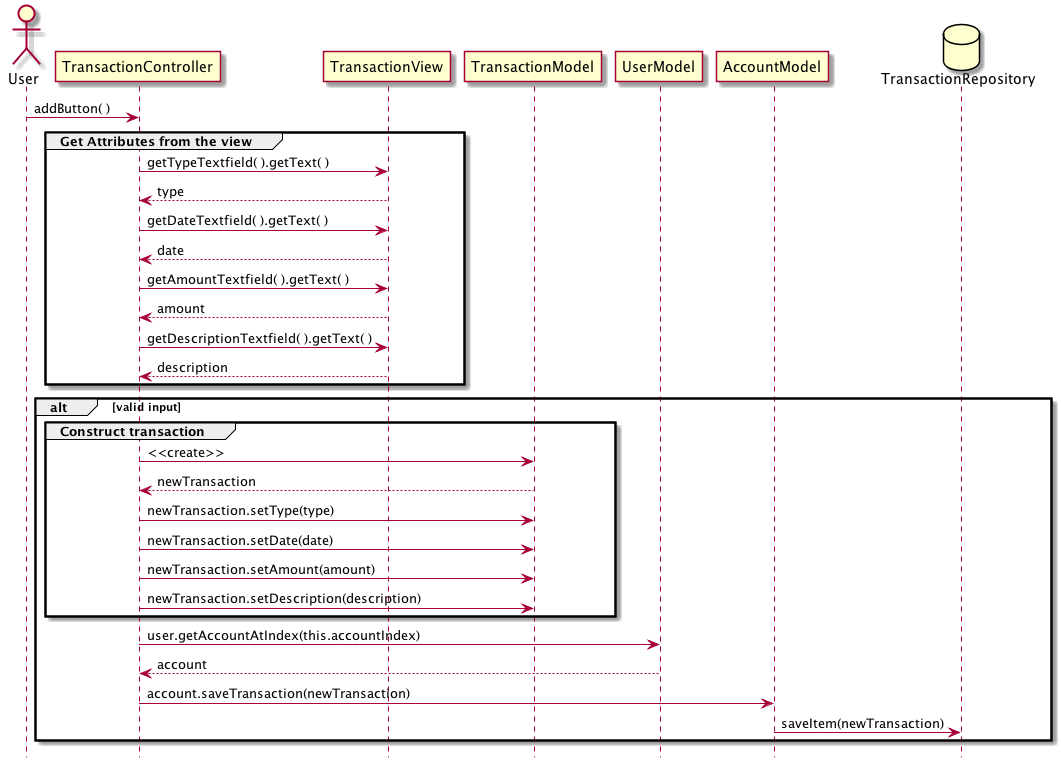 User
TransactionController
TransactionView
TransactionModel
UserModel
AccountModel
TransactionRepository
addButton( )
Get Attributes from the view
getTypeTextfield( ).getText( )
type
getDateTextfield( ).getText( )
date
getAmountTextfield( ).getText( )
amount
getDescriptionTextfield( ).getText( )
description
alt [valid input]
Construct transaction
<<create>>
newTransaction
newTransaction.setType(type)
newTransaction.setDate(date)
newTransaction.setAmount(amount)
newTransaction.setDescription(description)
user.getAccountAtIndex(this.accountIndex)
account
account.saveTransaction(newTransaction)
saveItem(newTransaction)